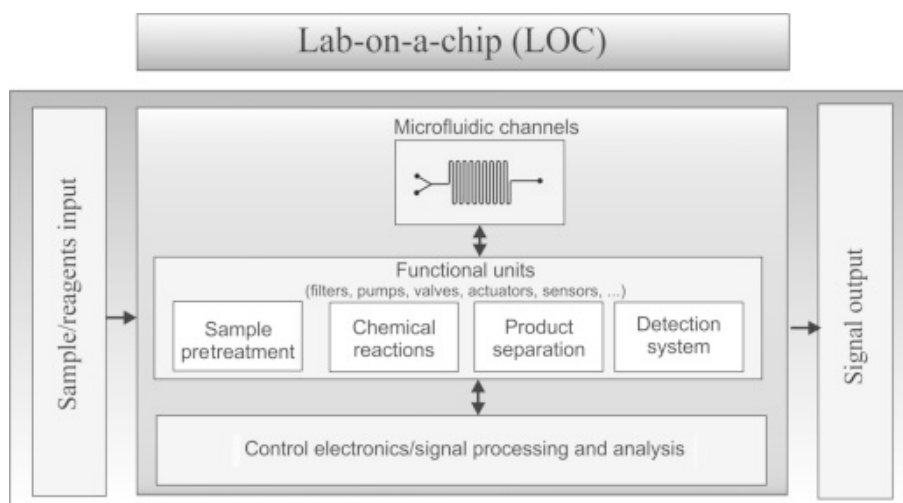 Lab-on-a-chip (LOC)
Sample/reagents input
Microfluidic channels
Functional units
(filters, pumps, valves, actuators, sensors, ...)
Sample
pretreatment
Chemical
reactions
Product
separation
Detection
system
Control electronics/signal processing and analysis
Signal output